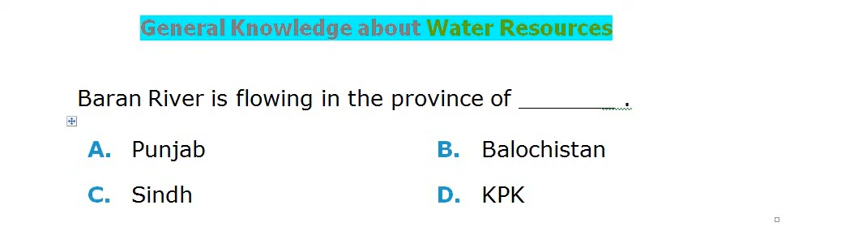 General Knowledge about Water Resources
Baran River is flowing in the province of ________ .
A. Punjab B. Balochistan
C. Sindh D. KPK